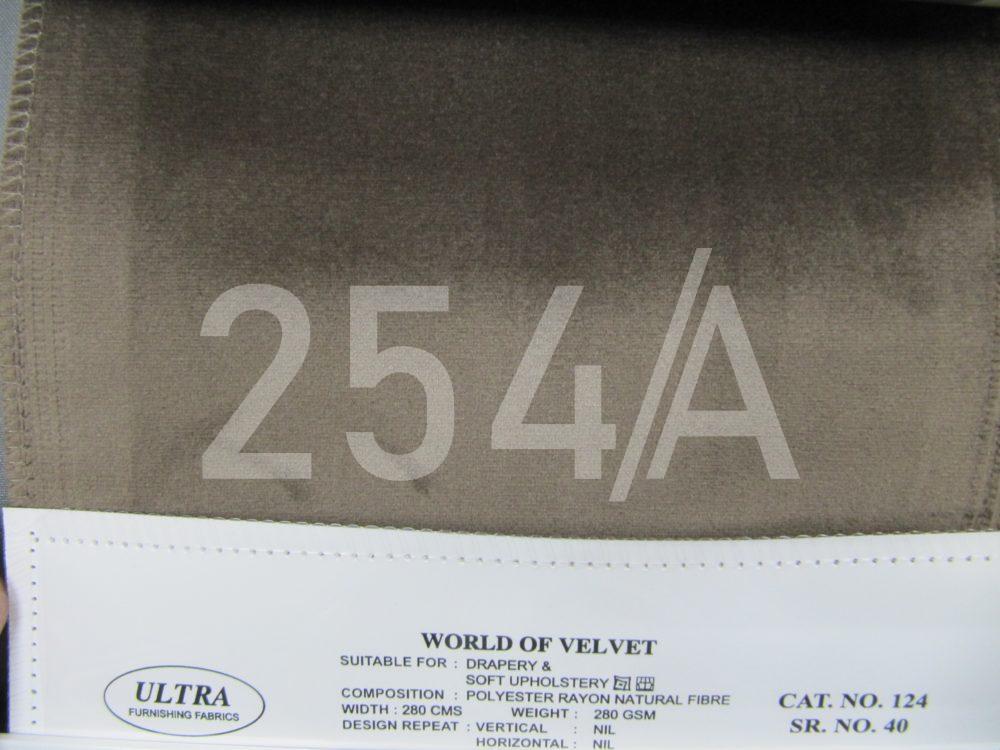 254/A
WORLD OF VELVET
SUITABLE FOR : DRAPERY &
SOFT UPHOLSTERY
COMPOSITION : POLYESTER RAYON NATURAL FIBRE
WIDTH : 280 CMS WEIGHT : 280 GSM
DESIGN REPEAT : VERTICAL : NIL
HORIZONTAL : NIL
ULTRA
FURNISHING FABRICS
CAT. NO. 124
SR. NO. 40